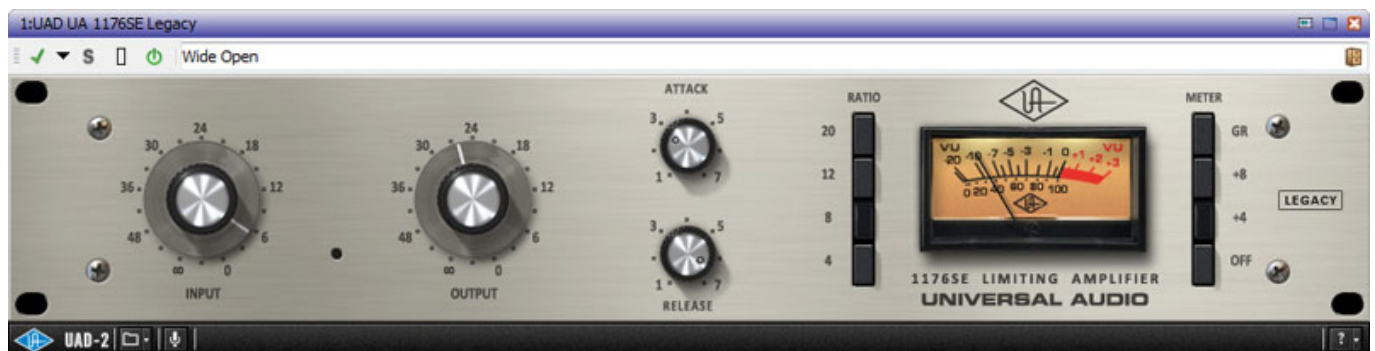 1:UAD UA 1176SE Legacy
S Wide Open
ATTACK
3 5
1 7
RELEASE
3 5
1 7
INPUT
∞ 48 36 30 24 18 12 6 0
OUTPUT
∞ 48 36 30 24 18 12 6 0
RATIO
20
12
8
4
UA
VU VU
-20 -10 -7 -5 -3 -1 0 +1 +2 +3
0 20 40 60 80 100
METER
GR
+8
+4
OFF
LEGACY
1176SE LIMITING AMPLIFIER
UNIVERSAL AUDIO
UAD-2
?